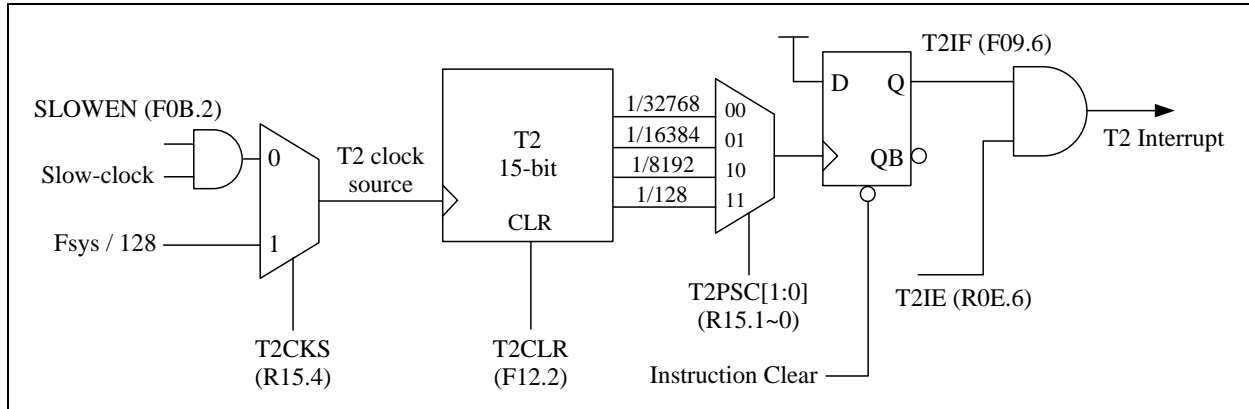 SLOWEN (F0B.2)
Slow-clock
Fsys / 128
0
1
T2CKS
(R15.4)
T2 clock
source
T2
15-bit
CLR
T2CLR
(F12.2)
1/32768
1/16384
1/8192
1/128
00
01
10
11
T2PSC[1:0]
(R15.1~0)
D
Q
QB
Instruction Clear
T2IF (F09.6)
T2IE (R0E.6)
T2 Interrupt